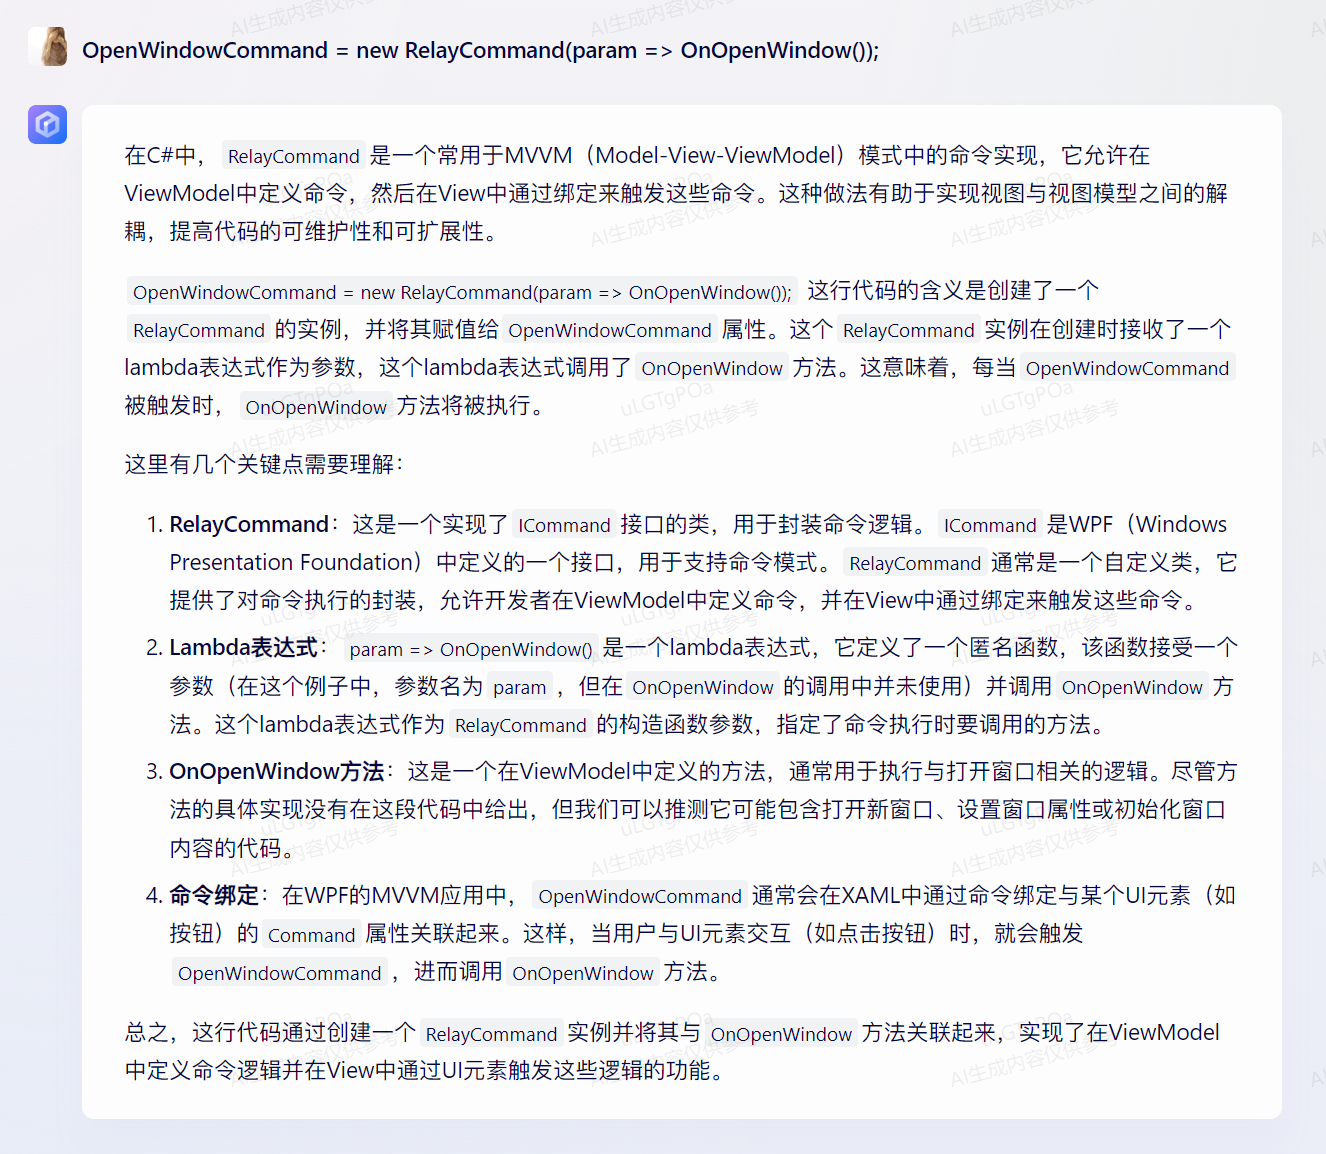 OpenWindowCommand = new RelayCommand(param => OnOpenWindow());
在C#中， RelayCommand 是一个常用于MVVM（Model-View-ViewModel）模式中的命令实现，它允许在
ViewModel中定义命令，然后在View中通过绑定来触发这些命令。这种做法有助于实现视图与视图模型之间的解
耦，提高代码的可维护性和可扩展性。
OpenWindowCommand = new RelayCommand(param => OnOpenWindow()); 这行代码的含义是创建了一个
RelayCommand 的实例，并将其赋值给 OpenWindowCommand 属性。这个 RelayCommand 实例在创建时接收了一个
lambda表达式作为参数，这个lambda表达式调用了 OnOpenWindow 方法。这意味着，每当 OpenWindowCommand
被触发时， OnOpenWindow 方法将被执行。
这里有几个关键点需要理解：
1. RelayCommand：这是一个实现了 ICommand 接口的类，用于封装命令逻辑。 ICommand 是WPF（Windows
Presentation Foundation）中定义的一个接口，用于支持命令模式。 RelayCommand 通常是一个自定义类，它
提供了对命令执行的封装，允许开发者在ViewModel中定义命令，并在View中通过绑定来触发这些命令。
2. Lambda表达式： param => OnOpenWindow() 是一个lambda表达式，它定义了一个匿名函数，该函数接受一个
参数（在这个例子中，参数名为 param ，但在 OnOpenWindow 的调用中并未使用）并调用 OnOpenWindow 方
法。这个lambda表达式作为 RelayCommand 的构造函数参数，指定了命令执行时要调用的方法。
3. OnOpenWindow方法：这是一个在ViewModel中定义的方法，通常用于执行与打开窗口相关的逻辑。尽管方
法的具体实现没有在这段代码中给出，但我们可以推测它可能包含打开新窗口、设置窗口属性或初始化窗口
内容的代码。
4. 命令绑定：在WPF的MVVM应用中， OpenWindowCommand 通常会在XAML中通过命令绑定与某个UI元素（如
按钮）的 Command 属性关联起来。这样，当用户与UI元素交互（如点击按钮）时，就会触发
OpenWindowCommand ，进而调用 OnOpenWindow 方法。
总之，这行代码通过创建一个 RelayCommand 实例并将其与 OnOpenWindow 方法关联起来，实现了在ViewModel
中定义命令逻辑并在View中通过UI元素触发这些逻辑的功能。
uLGTgPOa
AI生成内容仅供参考